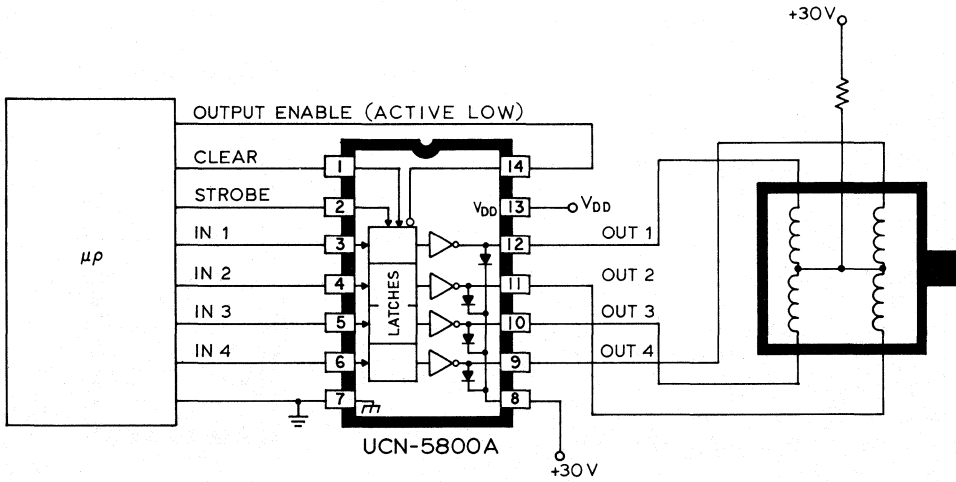 +30V
OUTPUT ENABLE (ACTIVE LOW)
CLEAR
1
14
STROBE
2
VDD
13
VDD
IN 1
3
12
OUT 1
μρ
IN 2
4
LATCHES
11
OUT 2
IN 3
5
10
OUT 3
IN 4
6
9
OUT 4
7
8
UCN-5800A
+30V